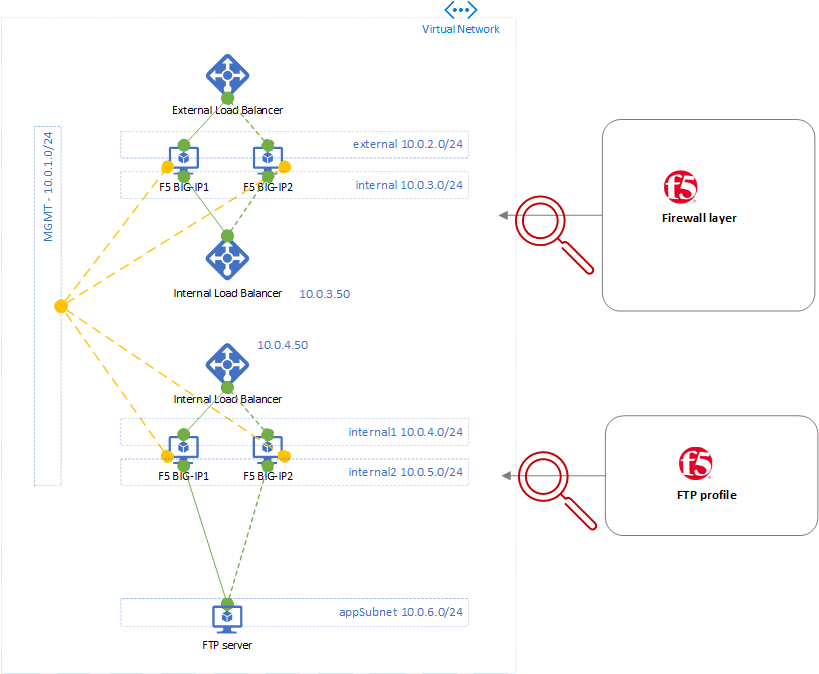 Virtual Network
External Load Balancer
external 10.0.2.0/24
MGMT - 10.0.1.0/24
F5 BIG-IP1
F5 BIG-IP2
internal 10.0.3.0/24
f5
Firewall layer
Internal Load Balancer
10.0.3.50
10.0.4.50
Internal Load Balancer
internal1 10.0.4.0/24
F5 BIG-IP1
F5 BIG-IP2
internal2 10.0.5.0/24
f5
FTP profile
appSubnet 10.0.6.0/24
FTP server